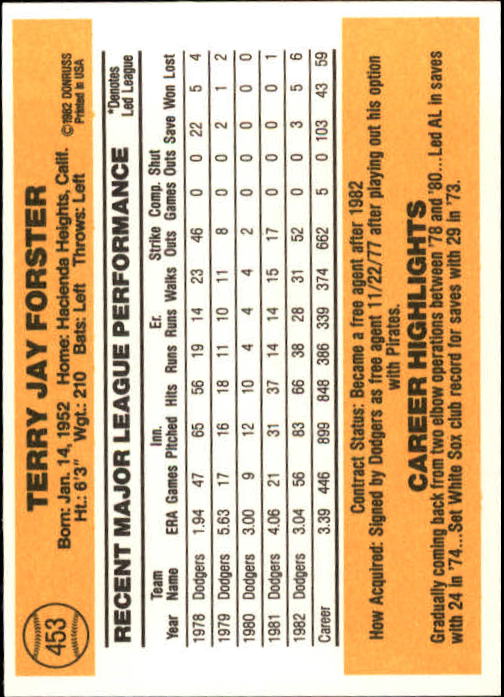 453
TERRY JAY FORSTER
©1982 DONRUSS
Printed in USA
Born: Jan. 14, 1952 Home: Hacienda Heights, Calif.
Ht.: 6'3" Wgt.: 210 Bats: Left Throws: Left
RECENT MAJOR LEAGUE PERFORMANCE
*Denotes
Led League
Team Inn. Er. Strike Comp. Shut
Year Name ERA Games Pitched Hits Runs Runs Walks Outs Games Outs Save Won Lost
1978 Dodgers 1.94 47 65 56 19 14 23 46 0 0 22 5 4
1979 Dodgers 5.63 17 16 18 11 10 11 8 0 0 2 1 2
1980 Dodgers 3.00 9 12 10 4 4 4 2 0 0 0 0 0
1981 Dodgers 4.06 21 31 37 14 14 15 17 0 0 0 0 1
1982 Dodgers 3.04 56 83 66 38 28 31 52 0 0 3 5 6
Career 3.39 446 899 848 386 339 374 662 5 0 103 43 59
Contract Status: Became a free agent after 1982
How Acquired: Signed by Dodgers as free agent 11/22/77 after playing out his option
with Pirates.
CAREER HIGHLIGHTS
Gradually coming back from two elbow operations between '78 and '80...Led AL in saves
with 24 in '74...Set White Sox club record for saves with 29 in '73.